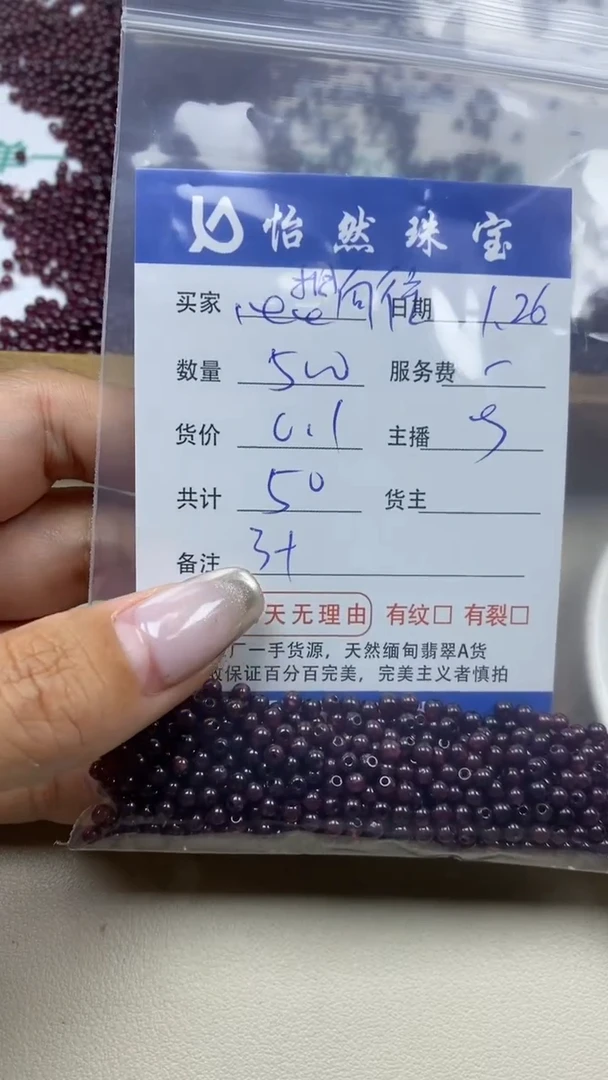 怡然珠宝
买家 向往 日期 1.26
数量 500 服务费
货价 0.1 主播
共计 50 货主
备注 3+
天无理由 有纹□ 有裂□
厂一手货源，天然缅甸翡翠A货
保证百分百完美，完美主义者慎拍